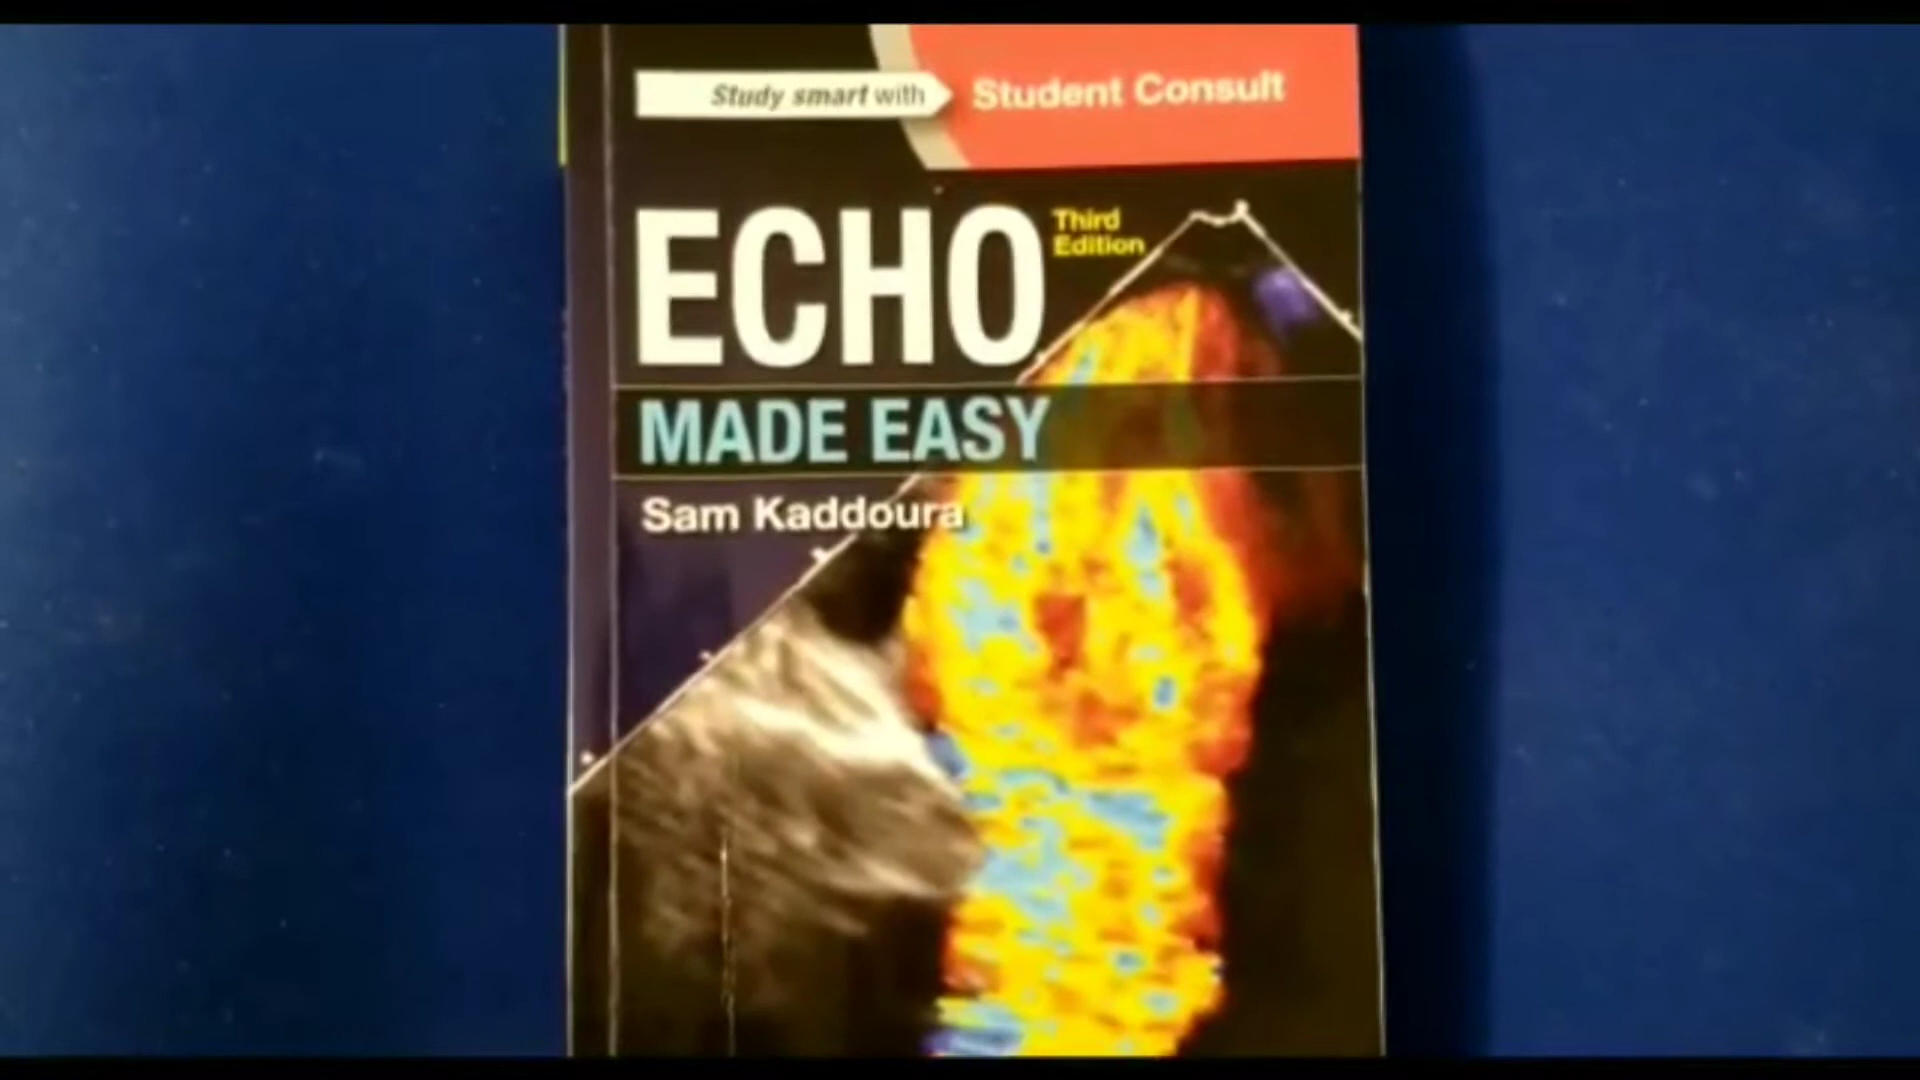 Study smart with Student Consult
ECHO
Third
Edition
MADE EASY
Sam Kaddoura